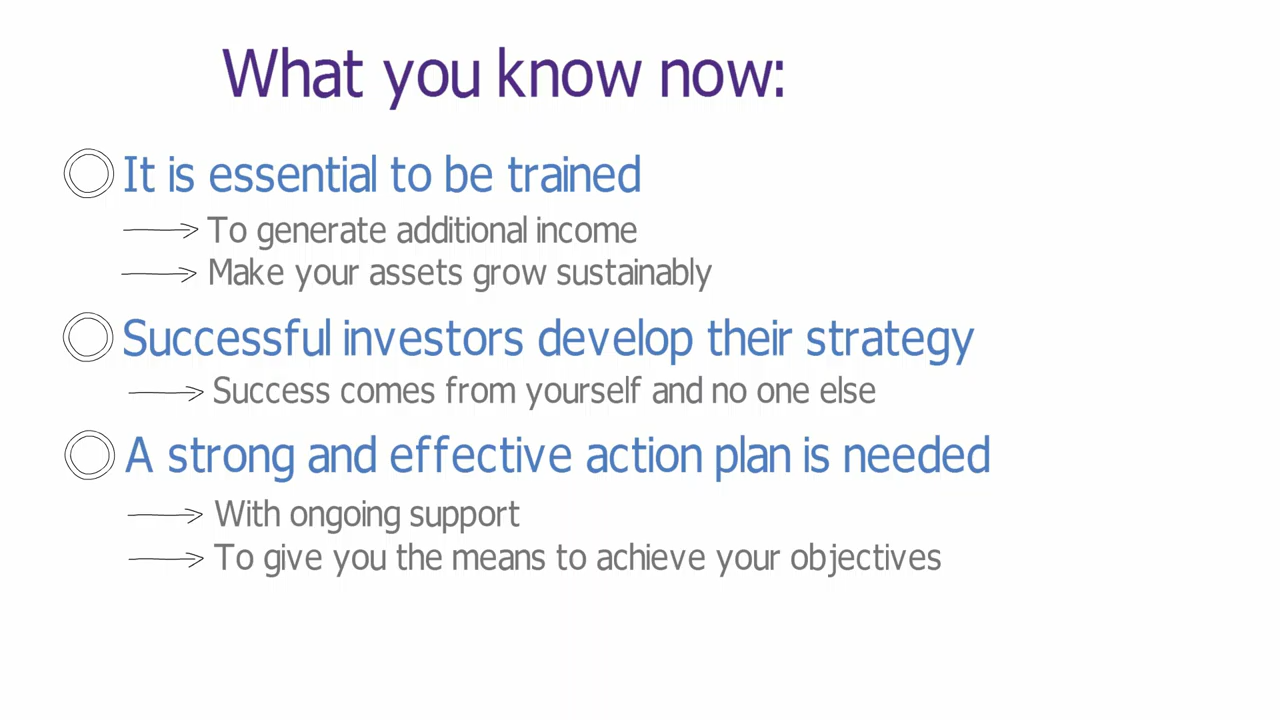 What you know now:
It is essential to be trained
To generate additional income
Make your assets grow sustainably
Successful investors develop their strategy
Success comes from yourself and no one else
A strong and effective action plan is needed
With ongoing support
To give you the means to achieve your objectives